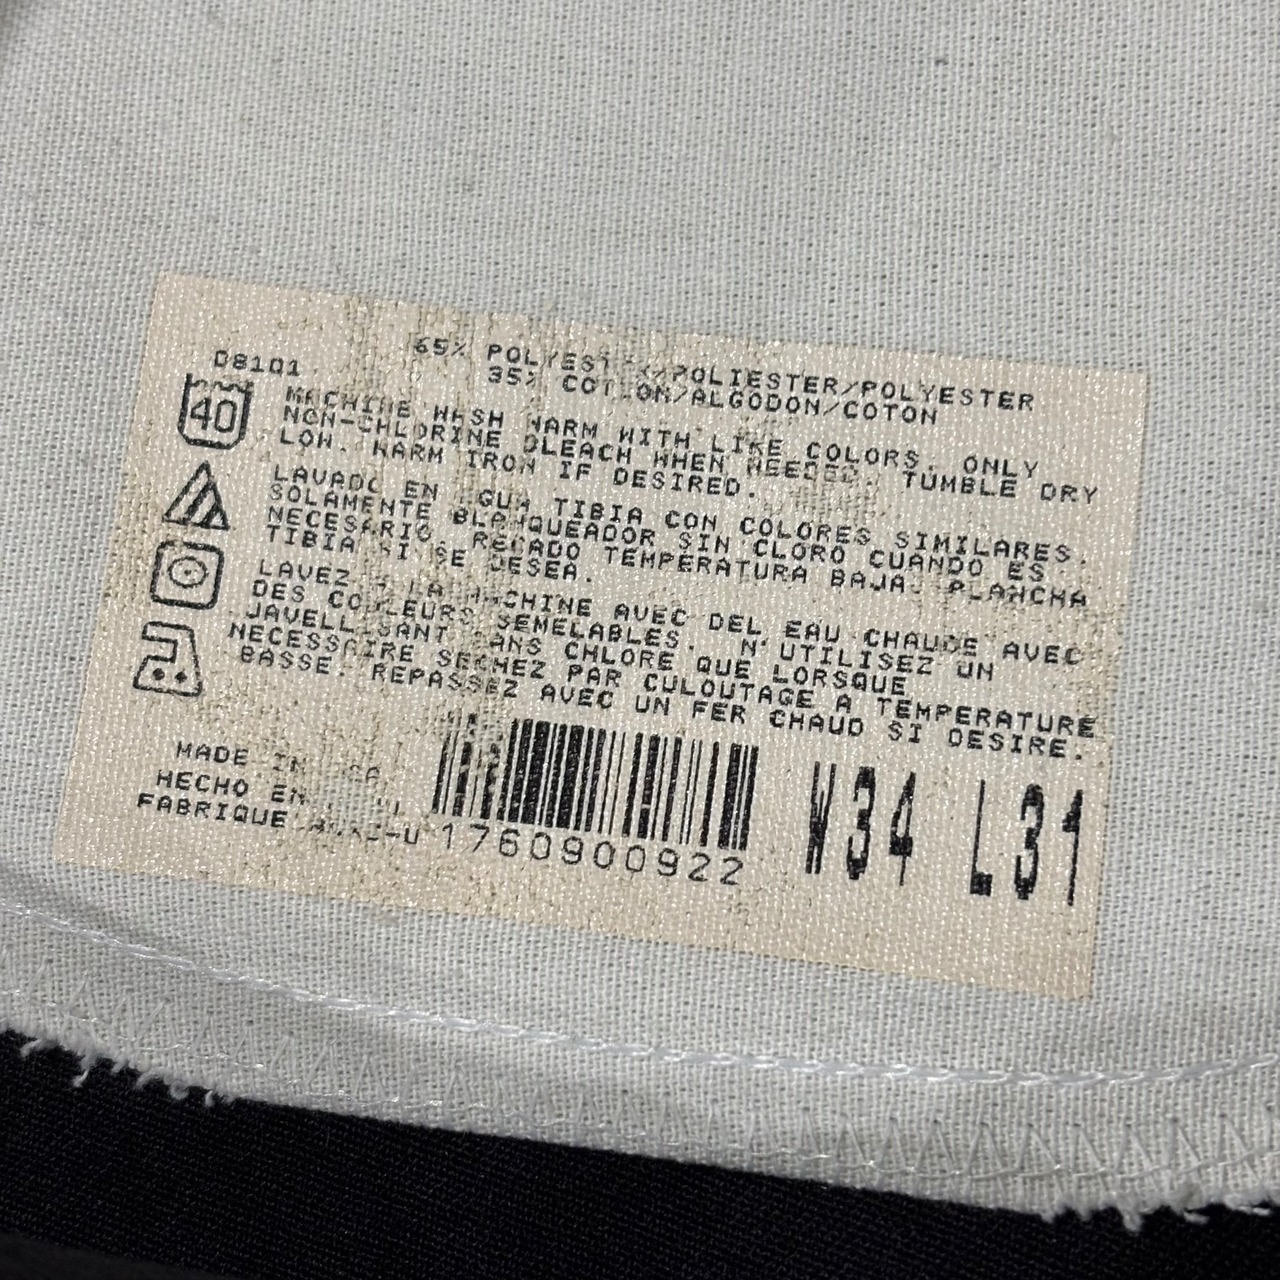 65% POLYESTER/POLIESTER/POLYESTER
35% COTTON/ALGODON/COTON
08101
40
MACHINE WASH WARM WITH LIKE COLORS. ONLY
NON-CHLORINE BLEACH WHEN NEEDED. TUMBLE DRY
LOW. WARM IRON IF DESIRED.
LAVADO EN AGUA TIBIA CON COLORES SIMILARES.
SOLAMENTE BLANQUEADOR SIN CLORO CUANDO ES
NECESARIO. RECADO TEMPERATURA BAJA. PLANCHA
TIBIA SI SE DESEA.
LAVEZ A LA MACHINE AVEC DEL EAU CHAUDE AVEC
DES COULEURS SEMELABLES. N'UTILISEZ UN
JAVELLISANT SANS CHLORE QUE LORSQUE
NECESSAIRE SECHEZ PAR CULOUTAGE A TEMPERATURE
BASSE. REPASSEZ AVEC UN FER CHAUD SI DESIRE.
MADE IN USA
HECHO EN
FABRIQUE
1760900922
W34 L31